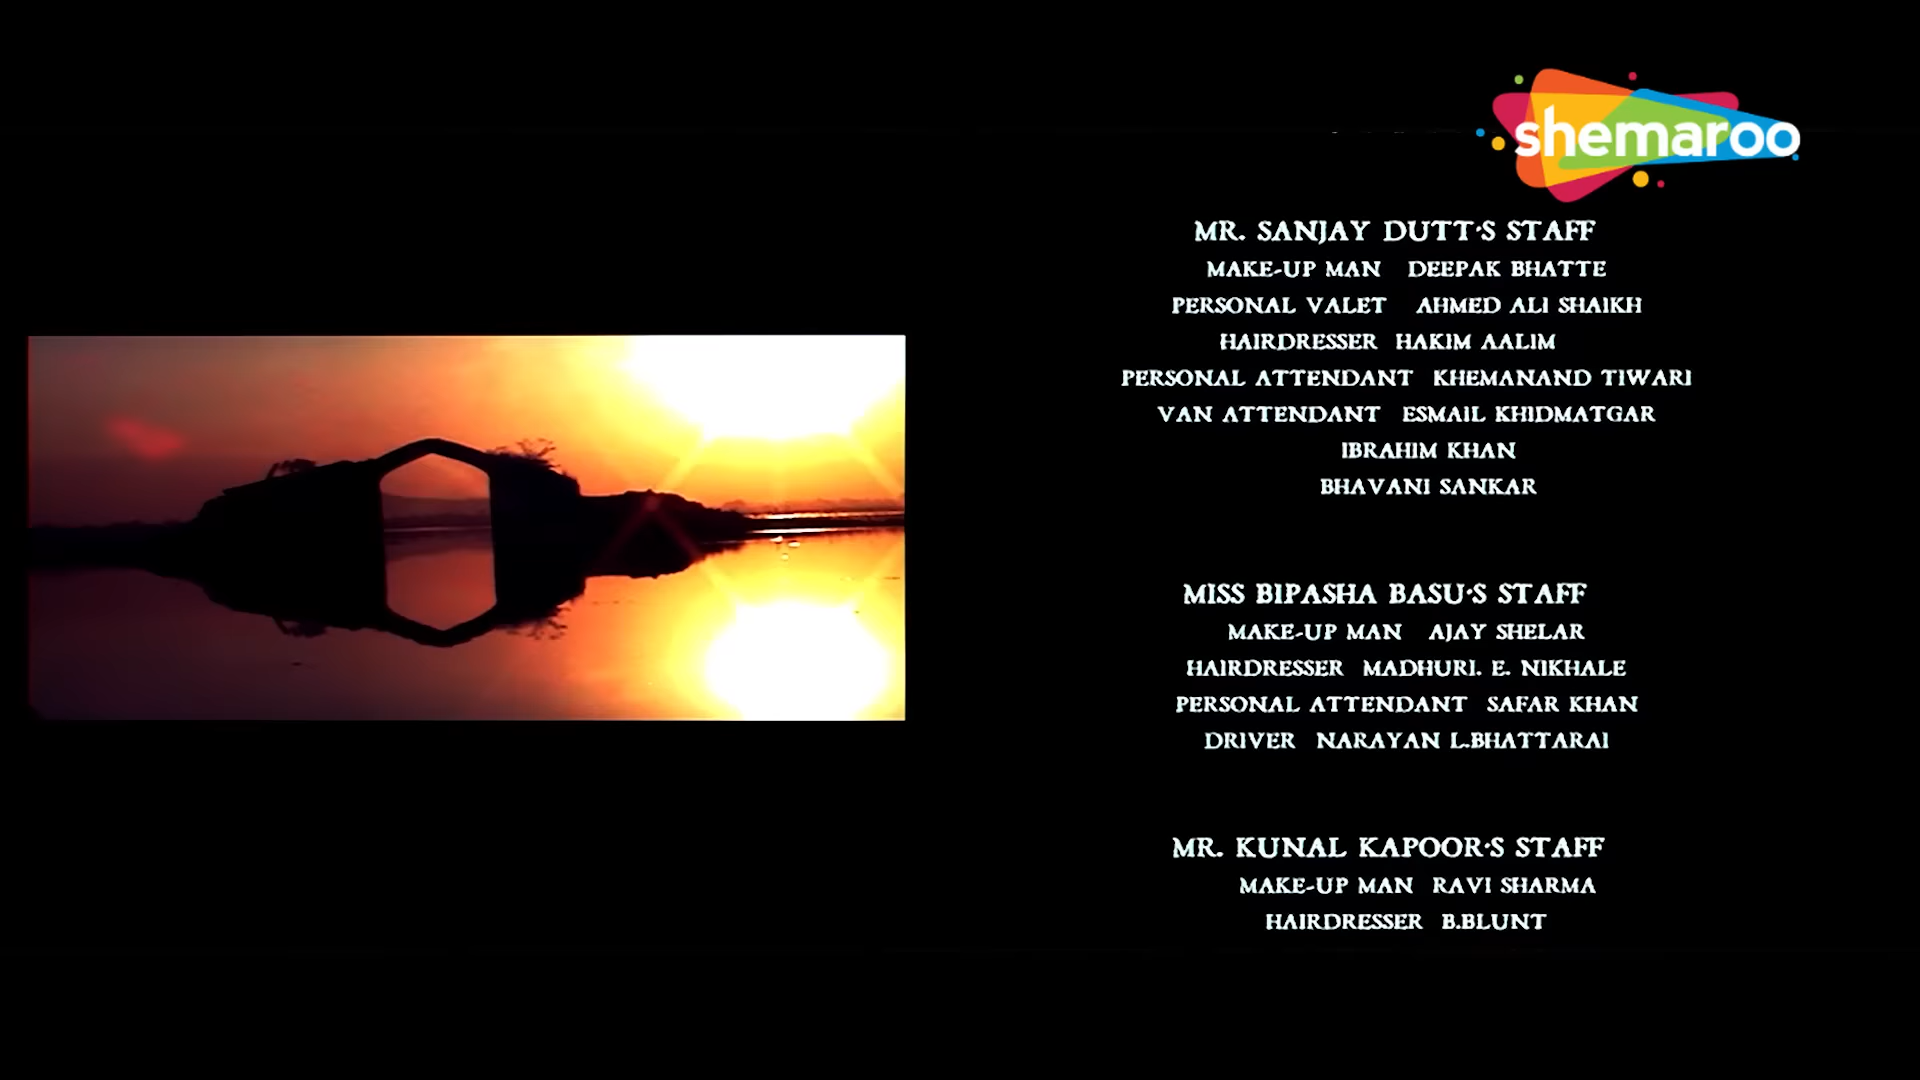 shemaroo
MR. SANJAY DUTT'S STAFF
MAKE-UP MAN DEEPAK BHATTE
PERSONAL VALET AHMED ALI SHAIKH
HAIRDRESSER HAKIM AALIM
PERSONAL ATTENDANT KHEMANAND TIWARI
VAN ATTENDANT ESMAIL KHIDMATGAR
IBRAHIM KHAN
BHAVANI SANKAR
MISS BIPASHA BASU'S STAFF
MAKE-UP MAN AJAY SHELAR
HAIRDRESSER MADHURI. E. NIKHALE
PERSONAL ATTENDANT SAFAR KHAN
DRIVER NARAYAN L.BHATTARAI
MR. KUNAL KAPOOR'S STAFF
MAKE-UP MAN RAVI SHARMA
HAIRDRESSER B.BLUNT